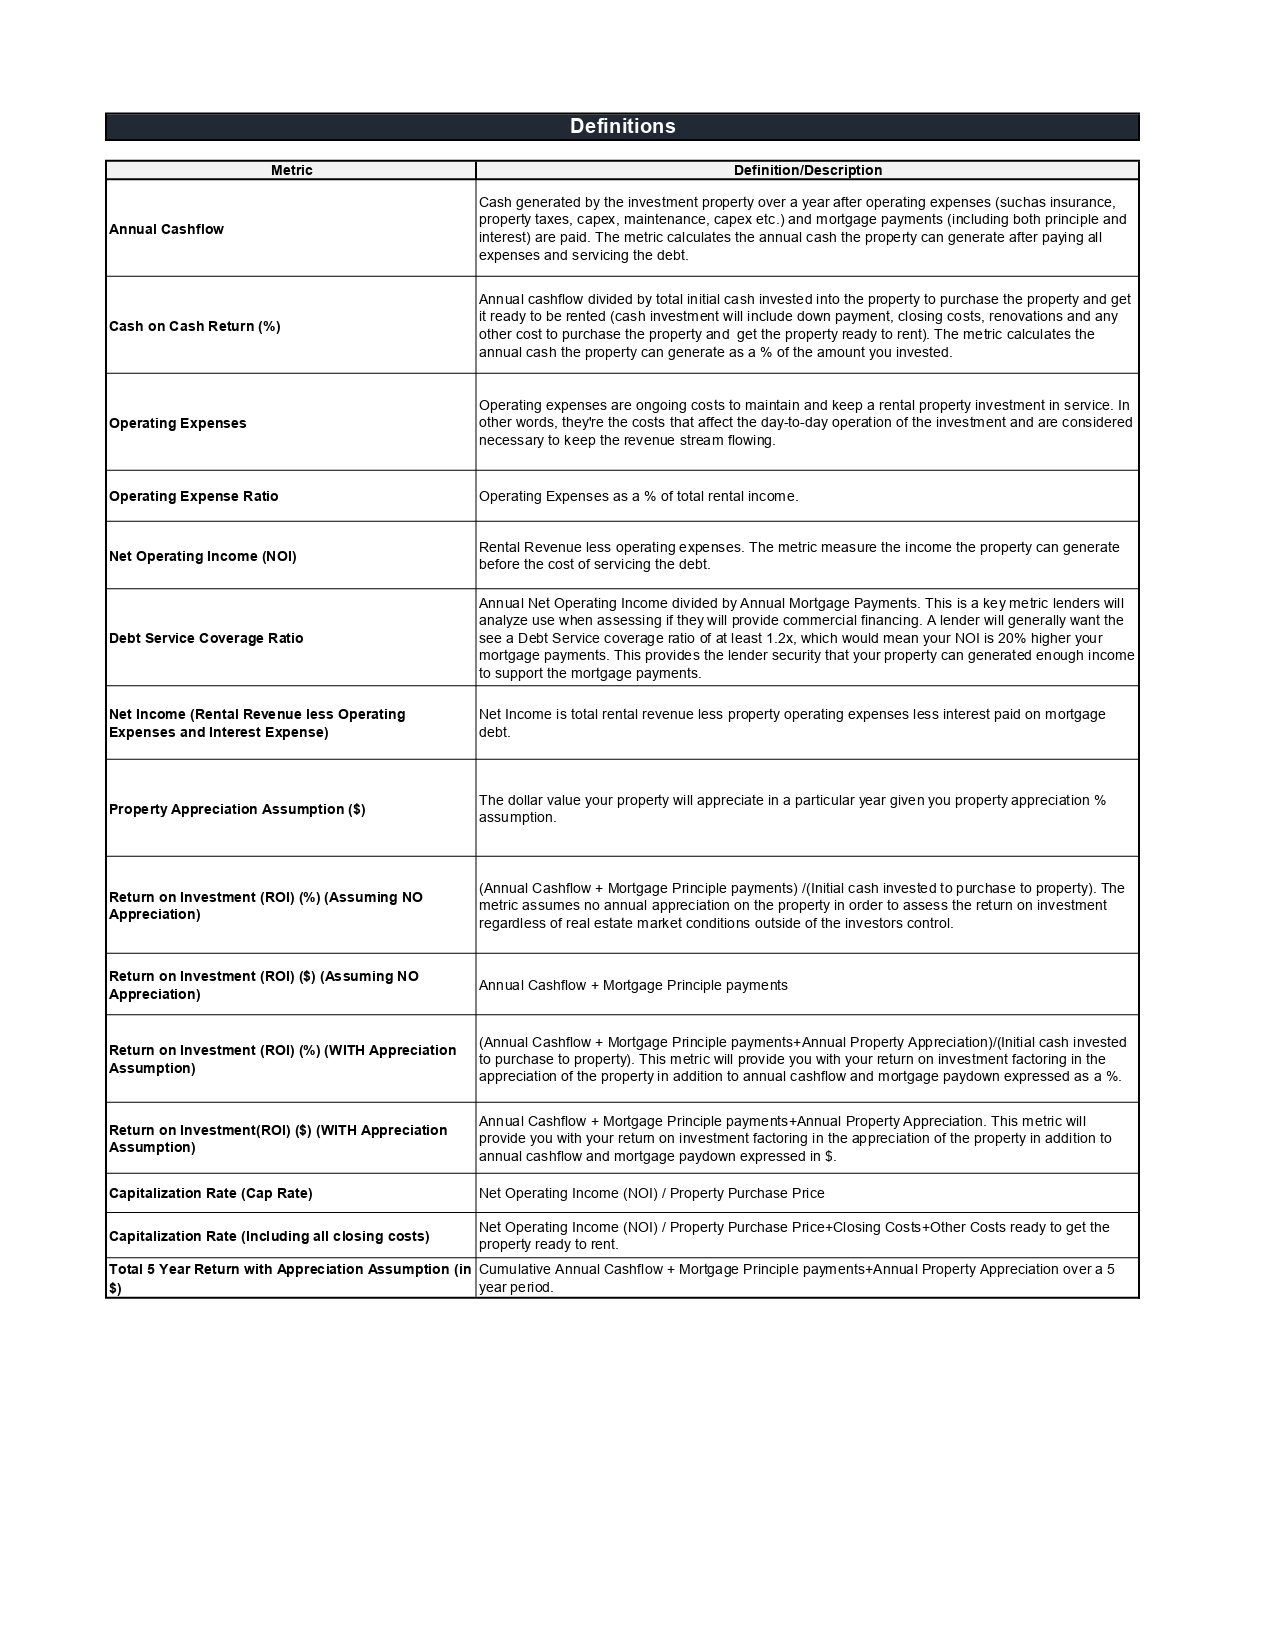 Definitions
Metric
Definition/Description
Annual Cashflow
Cash generated by the investment property over a year after operating expenses (suchas insurance,
property taxes, capex, maintenance, capex etc.) and mortgage payments (including both principle and
interest) are paid. The metric calculates the annual cash the property can generate after paying all
expenses and servicing the debt.
Cash on Cash Return (%)
Annual cashflow divided by total initial cash invested into the property to purchase the property and get
it ready to be rented (cash investment will include down payment, closing costs, renovations and any
other cost to purchase the property and  get the property ready to rent). The metric calculates the
annual cash the property can generate as a % of the amount you invested.
Operating Expenses
Operating expenses are ongoing costs to maintain and keep a rental property investment in service. In
other words, they're the costs that affect the day-to-day operation of the investment and are considered
necessary to keep the revenue stream flowing.
Operating Expense Ratio
Operating Expenses as a % of total rental income.
Net Operating Income (NOI)
Rental Revenue less operating expenses. The metric measure the income the property can generate
before the cost of servicing the debt.
Debt Service Coverage Ratio
Annual Net Operating Income divided by Annual Mortgage Payments. This is a key metric lenders will
analyze use when assessing if they will provide commercial financing. A lender will generally want the
see a Debt Service coverage ratio of at least 1.2x, which would mean your NOI is 20% higher your
mortgage payments. This provides the lender security that your property can generated enough income
to support the mortgage payments.
Net Income (Rental Revenue less Operating
Expenses and Interest Expense)
Net Income is total rental revenue less property operating expenses less interest paid on mortgage
debt.
Property Appreciation Assumption ($)
The dollar value your property will appreciate in a particular year given you property appreciation %
assumption.
Return on Investment (ROI) (%) (Assuming NO
Appreciation)
(Annual Cashflow + Mortgage Principle payments) /(Initial cash invested to purchase to property). The
metric assumes no annual appreciation on the property in order to assess the return on investment
regardless of real estate market conditions outside of the investors control.
Return on Investment (ROI) ($) (Assuming NO
Appreciation)
Annual Cashflow + Mortgage Principle payments
Return on Investment (ROI) (%) (WITH Appreciation
Assumption)
(Annual Cashflow + Mortgage Principle payments+Annual Property Appreciation)/(Initial cash invested
to purchase to property). This metric will provide you with your return on investment factoring in the
appreciation of the property in addition to annual cashflow and mortgage paydown expressed as a %.
Return on Investment(ROI) ($) (WITH Appreciation
Assumption)
Annual Cashflow + Mortgage Principle payments+Annual Property Appreciation. This metric will
provide you with your return on investment factoring in the appreciation of the property in addition to
annual cashflow and mortgage paydown expressed in $.
Capitalization Rate (Cap Rate)
Net Operating Income (NOI) / Property Purchase Price
Capitalization Rate (Including all closing costs)
Net Operating Income (NOI) / Property Purchase Price+Closing Costs+Other Costs ready to get the
property ready to rent.
Total 5 Year Return with Appreciation Assumption (in
$)
Cumulative Annual Cashflow + Mortgage Principle payments+Annual Property Appreciation over a 5
year period.